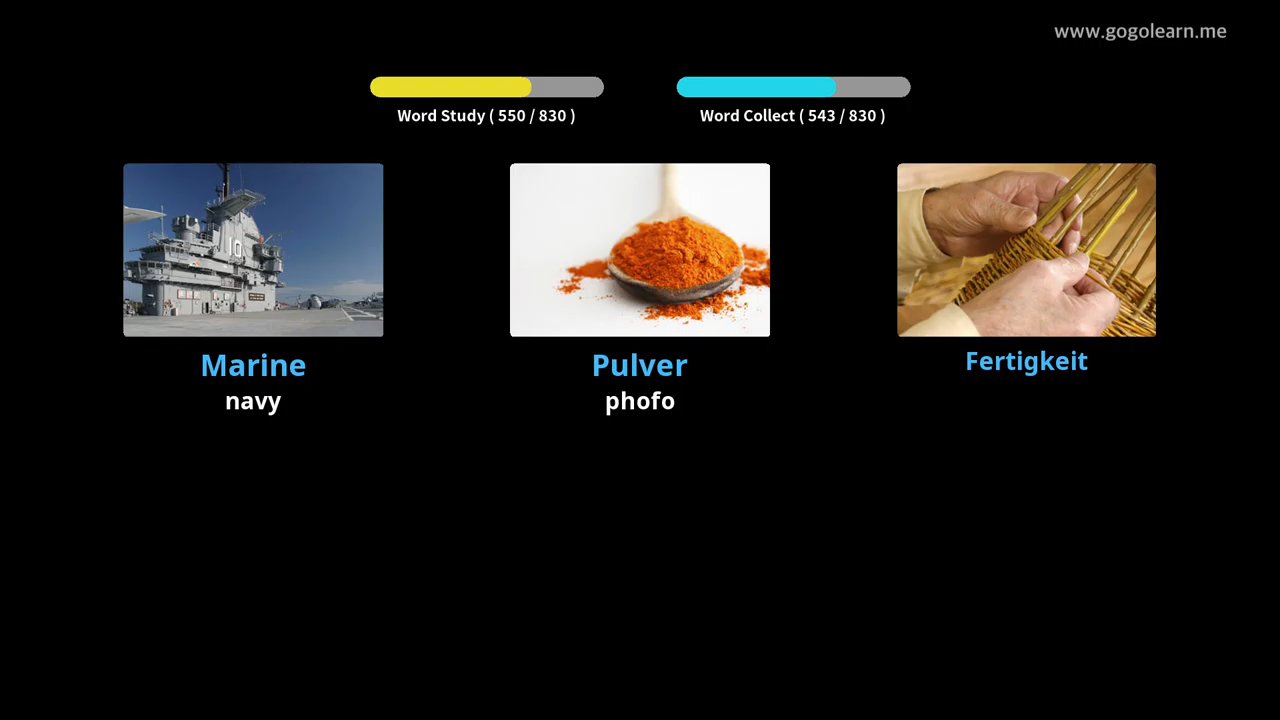 www.gogolearn.me
Word Study ( 550 / 830 )
Word Collect ( 543 / 830 )
Marine
navy
Pulver
phofo
Fertigkeit